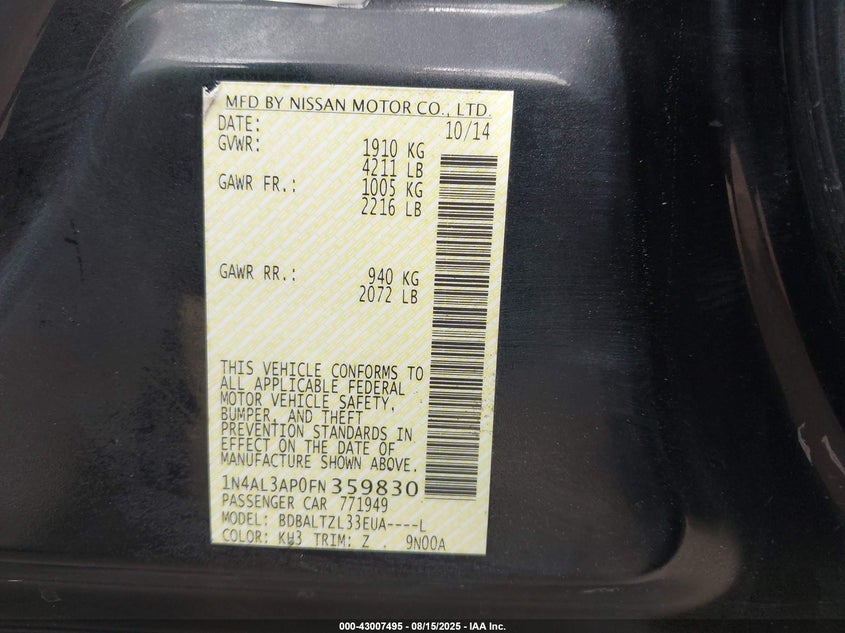 MFD BY NISSAN MOTOR CO., LTD.
DATE: 10/14
GVWR: 1910 KG
4211 LB
GAWR FR.: 1005 KG
2216 LB
GAWR RR.: 940 KG
2072 LB
THIS VEHICLE CONFORMS TO
ALL APPLICABLE FEDERAL
MOTOR VEHICLE SAFETY,
BUMPER, AND THEFT
PREVENTION STANDARDS IN
EFFECT ON THE DATE OF
MANUFACTURE SHOWN ABOVE.
1N4AL3AP0FN359830
PASSENGER CAR 771949
MODEL: BDBALTZL33EUA----L
COLOR: KH3 TRIM: Z . 9N00A
000-43007495 - 08/15/2025 - IAA Inc.